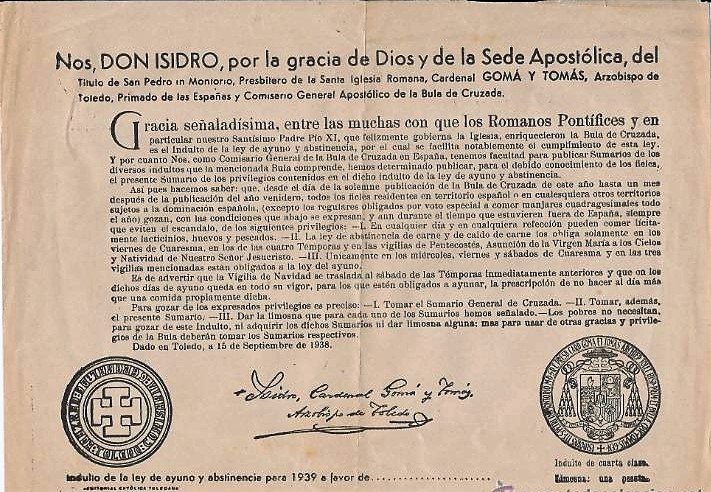 Nos, DON ISIDRO, por la gracia de Dios y de la Sede Apostólica, del
Título de San Pedro in Montorio, Presbítero de la Santa Iglesia Romana, Cardenal GOMÁ Y TOMÁS, Arzobispo de
Toledo, Primado de las Españas y Comisario General Apostólico de la Bula de Cruzada.
Gracia señaladísima, entre las muchas con que los Romanos Pontífices y en
particular nuestro Santísimo Padre Pío XI, que felizmente gobierna la Iglesia, enriquecieron la Bula de Cruzada,
es el Indulto de la ley de ayuno y abstinencia, por el cual se facilita notablemente el cumplimiento de esta ley.
Y por cuanto Nos, como Comisario General de la Bula de Cruzada en España, tenemos facultad para publicar Sumarios de los
diversos indultos que la mencionada Bula comprende, hemos determinado publicar, para el debido conocimiento de los fieles,
el presente Sumario de los privilegios contenidos en el dicho indulto de la ley de ayuno y abstinencia.
Así pues hacemos saber: que, desde el día de la solemne publicación de la Bula de Cruzada de este año hasta un mes
después de la publicación del año venidero, todos los fieles residentes en territorio español o en cualesquiera otros territorios
sujetos a la dominación española, (excepto los regulares obligados por voto especial a comer manjares cuadragesimales todo
el año) gozan, con las condiciones que abajo se expresan, y aun durante el tiempo que estuvieren fuera de España, siempre
que eviten el escándalo, de los siguientes privilegios: —I. En cualquier día y en cualquiera refección pueden comer lícita-
mente lacticinios, huevos y pescados. —II. La ley de abstinencia de carne y de caldo de carne los obliga solamente en los
viernes de Cuaresma, en los de las cuatro Témporas y en las vigilias de Pentecostés, Asunción de la Virgen María a los Cielos
y Natividad de Nuestro Señor Jesucristo. —III. Unicamente en los miércoles, viernes y sábados de Cuaresma y en las tres
vigilias mencionadas están obligados a la ley del ayuno.
Es de advertir que la Vigilia de Navidad se traslada al sábado de las Témporas inmediatamente anteriores y que en los
dichos días de ayuno queda en todo su vigor, para los que estén obligados a ayunar, la prescripción de no hacer al día más
que una comida propiamente dicha.
Para gozar de los expresados privilegios es preciso: —I. Tomar el Sumario General de Cruzada. —II. Tomar, además,
el presente Sumario. —III. Dar la limosna que para cada uno de los Sumarios hemos señalado. —Los pobres no necesitan,
para gozar de este Indulto, ni adquirir los dichos Sumarios ni dar limosna alguna; mas para usar de otras gracias y privile-
gios de la Bula deberán tomar los Sumarios respectivos.
Dado en Toledo, a 15 de Septiembre de 1938.
+ Isidro, Cardenal Gomá y Tomás,
Arzobispo de Toledo
Indulto de cuarta clase.
Limosna: una peseta.
Indulto de la ley de ayuno y abstinencia para 1939 a favor de
EDITORIAL CATÓLICA TOLEDANA